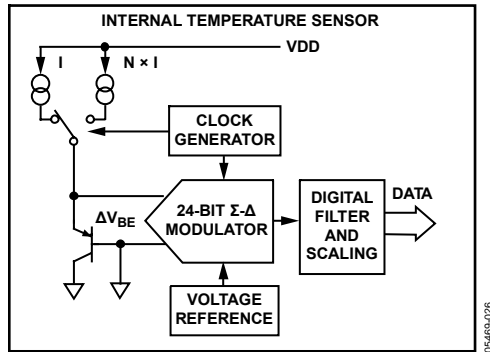 INTERNAL TEMPERATURE SENSOR
VDD
I
N × I
CLOCK
GENERATOR
ΔVBE
24-BIT Σ-Δ
MODULATOR
DIGITAL
FILTER
AND
SCALING
DATA
VOLTAGE
REFERENCE
05469-026